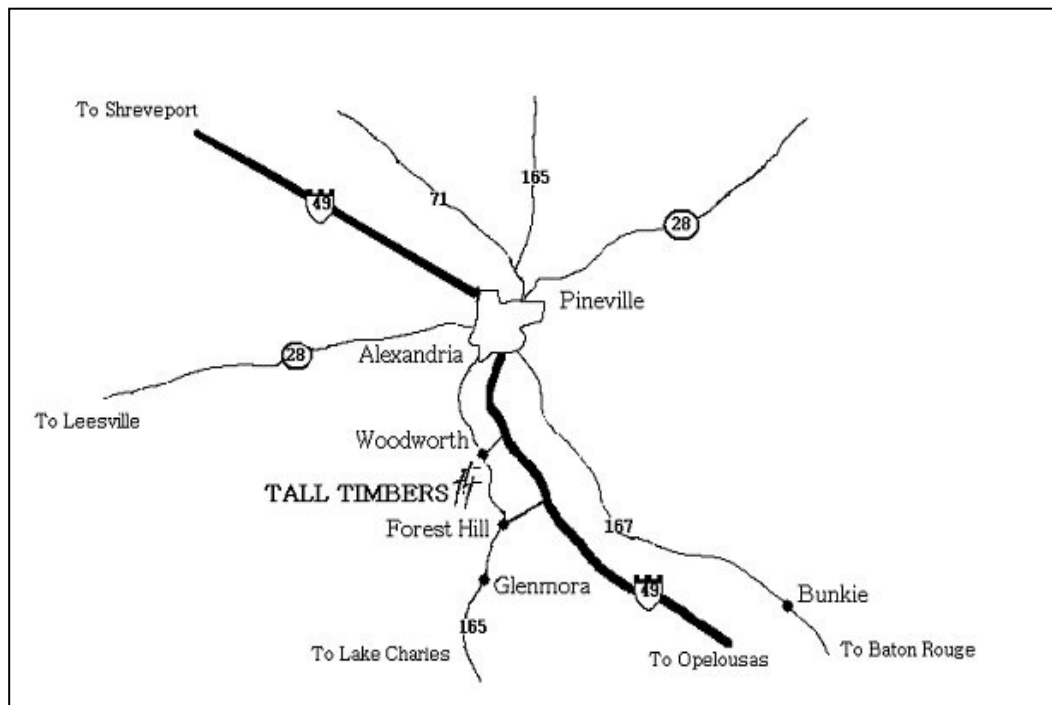 To Shreveport
165
71
49
28
Pineville
Alexandria
28
To Leesville
Woodworth
TALL TIMBERS
Forest Hill
167
Glenmora
49
Bunkie
165
To Lake Charles
To Opelousas
To Baton Rouge